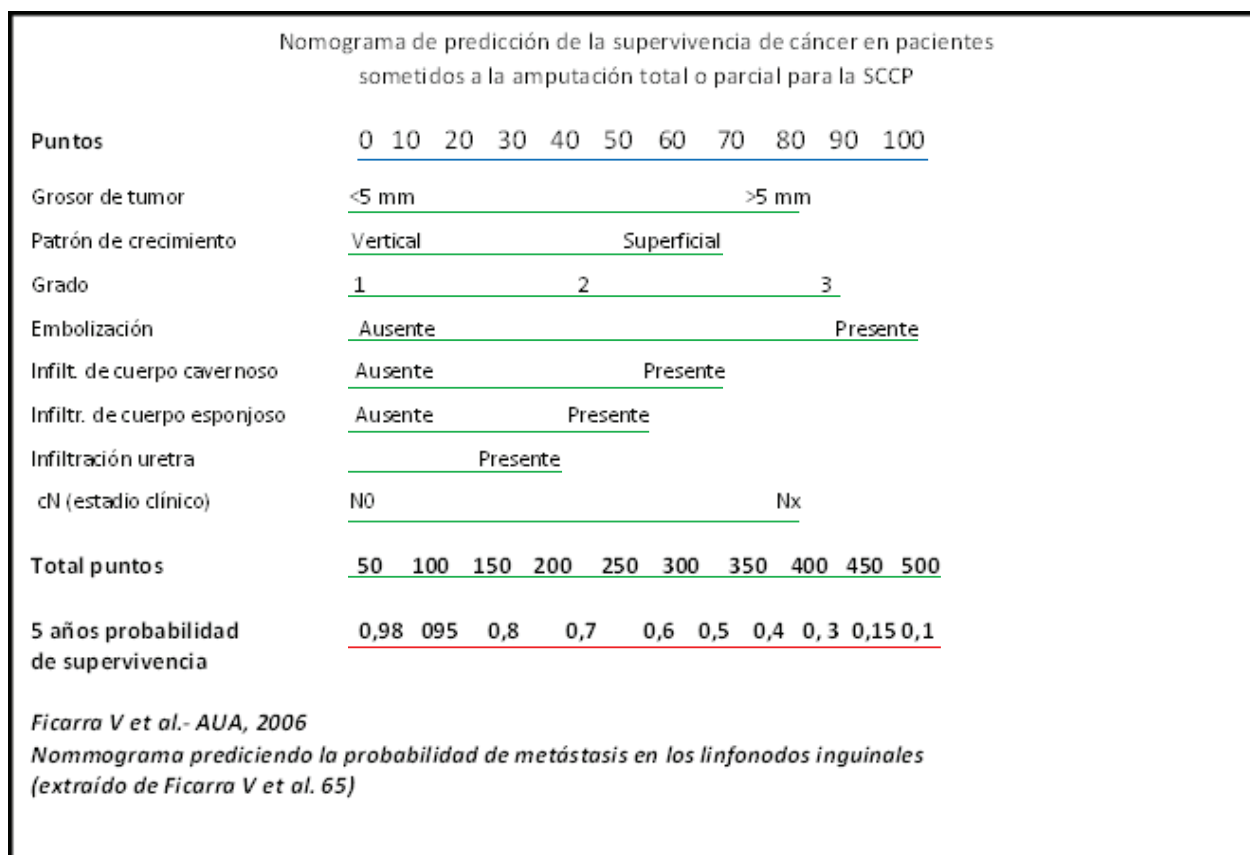 Nomograma de predicción de la supervivencia de cáncer en pacientes
sometidos a la amputación total o parcial para la SCCP
Puntos 0 10 20 30 40 50 60 70 80 90 100
Grosor de tumor <5 mm >5 mm
Patrón de crecimiento Vertical Superficial
Grado 1 2 3
Embolización Ausente Presente
Infilt. de cuerpo cavernoso Ausente Presente
Infiltr. de cuerpo esponjoso Ausente Presente
Infiltración uretra Presente
cN (estadio clínico) N0 Nx
Total puntos 50 100 150 200 250 300 350 400 450 500
5 años probabilidad 0,98 095 0,8 0,7 0,6 0,5 0,4 0, 3 0,15 0,1
de supervivencia
Ficarra V et al.- AUA, 2006
Nommograma prediciendo la probabilidad de metástasis en los linfonodos inguinales
(extraído de Ficarra V et al. 65)